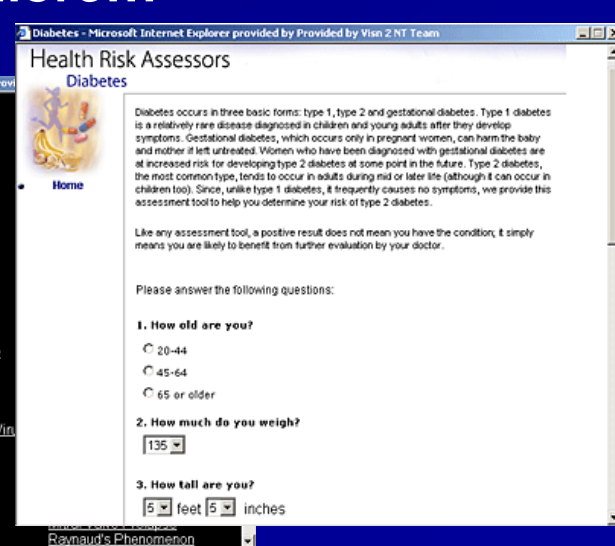 Diabetes - Microsoft Internet Explorer provided by Provided by Visn 2 NT Team
Health Risk Assessors
Diabetes
Home
Diabetes occurs in three basic forms: type 1, type 2 and gestational diabetes. Type 1 diabetes
is a relatively rare disease diagnosed in children and young adults after they develop
symptoms. Gestational diabetes, which occurs only in pregnant women, can harm the baby
and mother if left untreated. Women who have been diagnosed with gestational diabetes are
at increased risk for developing type 2 diabetes at some point in the future. Type 2 diabetes,
the most common type, tends to occur in adults during mid or later life (although it can occur in
children too). Since, unlike type 1 diabetes, it frequently causes no symptoms, we provide this
assessment tool to help you determine your risk of type 2 diabetes.
Like any assessment tool, a positive result does not mean you have the condition; it simply
means you are likely to benefit from further evaluation by your doctor.
Please answer the following questions:
1. How old are you?
20-44
45-64
65 or older
2. How much do you weigh?
135
3. How tall are you?
5 feet 5 inches
Raynaud's Phenomenon